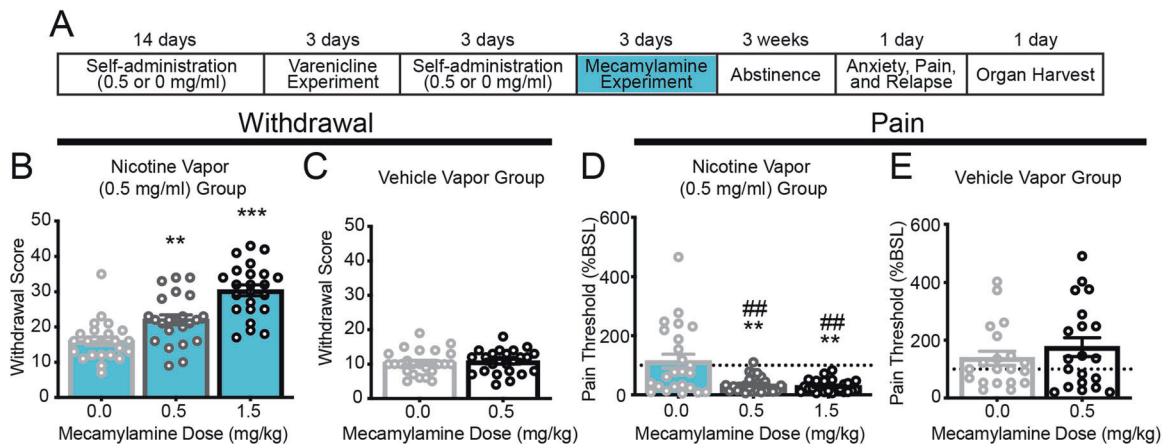 A
14 days 3 days 3 days 3 days 3 weeks 1 day 1 day
Self-administration Varenicline Self-administration Mecamylamine Abstinence Anxiety, Pain, Organ Harvest
(0.5 or 0 mg/ml) Experiment (0.5 or 0 mg/ml) Experiment and Relapse
Withdrawal Pain
B Nicotine Vapor
(0.5 mg/ml) Group
Withdrawal Score
50
40
30
20
10
0
**
***
0.0 0.5 1.5
Mecamylamine Dose (mg/kg)
C Vehicle Vapor Group
Withdrawal Score
50
40
30
20
10
0
0.0 0.5
Mecamylamine Dose (mg/kg)
D Nicotine Vapor
(0.5 mg/ml) Group
Pain Threshold (%BSL)
600
400
200
0
## ##
** **
0.0 0.5 1.5
Mecamylamine Dose (mg/kg)
E Vehicle Vapor Group
Pain Threshold (%BSL)
600
400
200
0
0.0 0.5
Mecamylamine Dose (mg/kg)